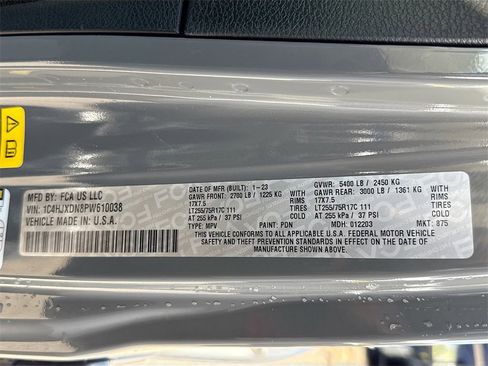 MFD BY: FCA US LLC
VIN: 1C4HJXDN8PW610038
VEHICLE MADE IN: U.S.A.
DATE OF MFR (BUILT): 1-23
GAWR FRONT: 2700 LB / 1225 KG
17X7.5 RIMS
LT255/75R17C 111 TIRES
AT 255 kPa / 37 PSI
TYPE: MPV PAINT: PDN
GVWR: 5400 LB / 2450 KG
GAWR REAR: 3000 LB / 1361 KG WITH
17X7.5 RIMS
LT255/75R17C 111 TIRES
AT 255 kPa / 37 PSI
MDH: 012203 MKT: 875
THIS VEHICLE CONFORMS TO ALL APPLICABLE U.S.A. FEDERAL MOTOR VEHICLE
SAFETY AND THEFT PREVENTION STANDARDS IN EFFECT ON THE DATE OF MANUFACTURE
SHOWN ABOVE.